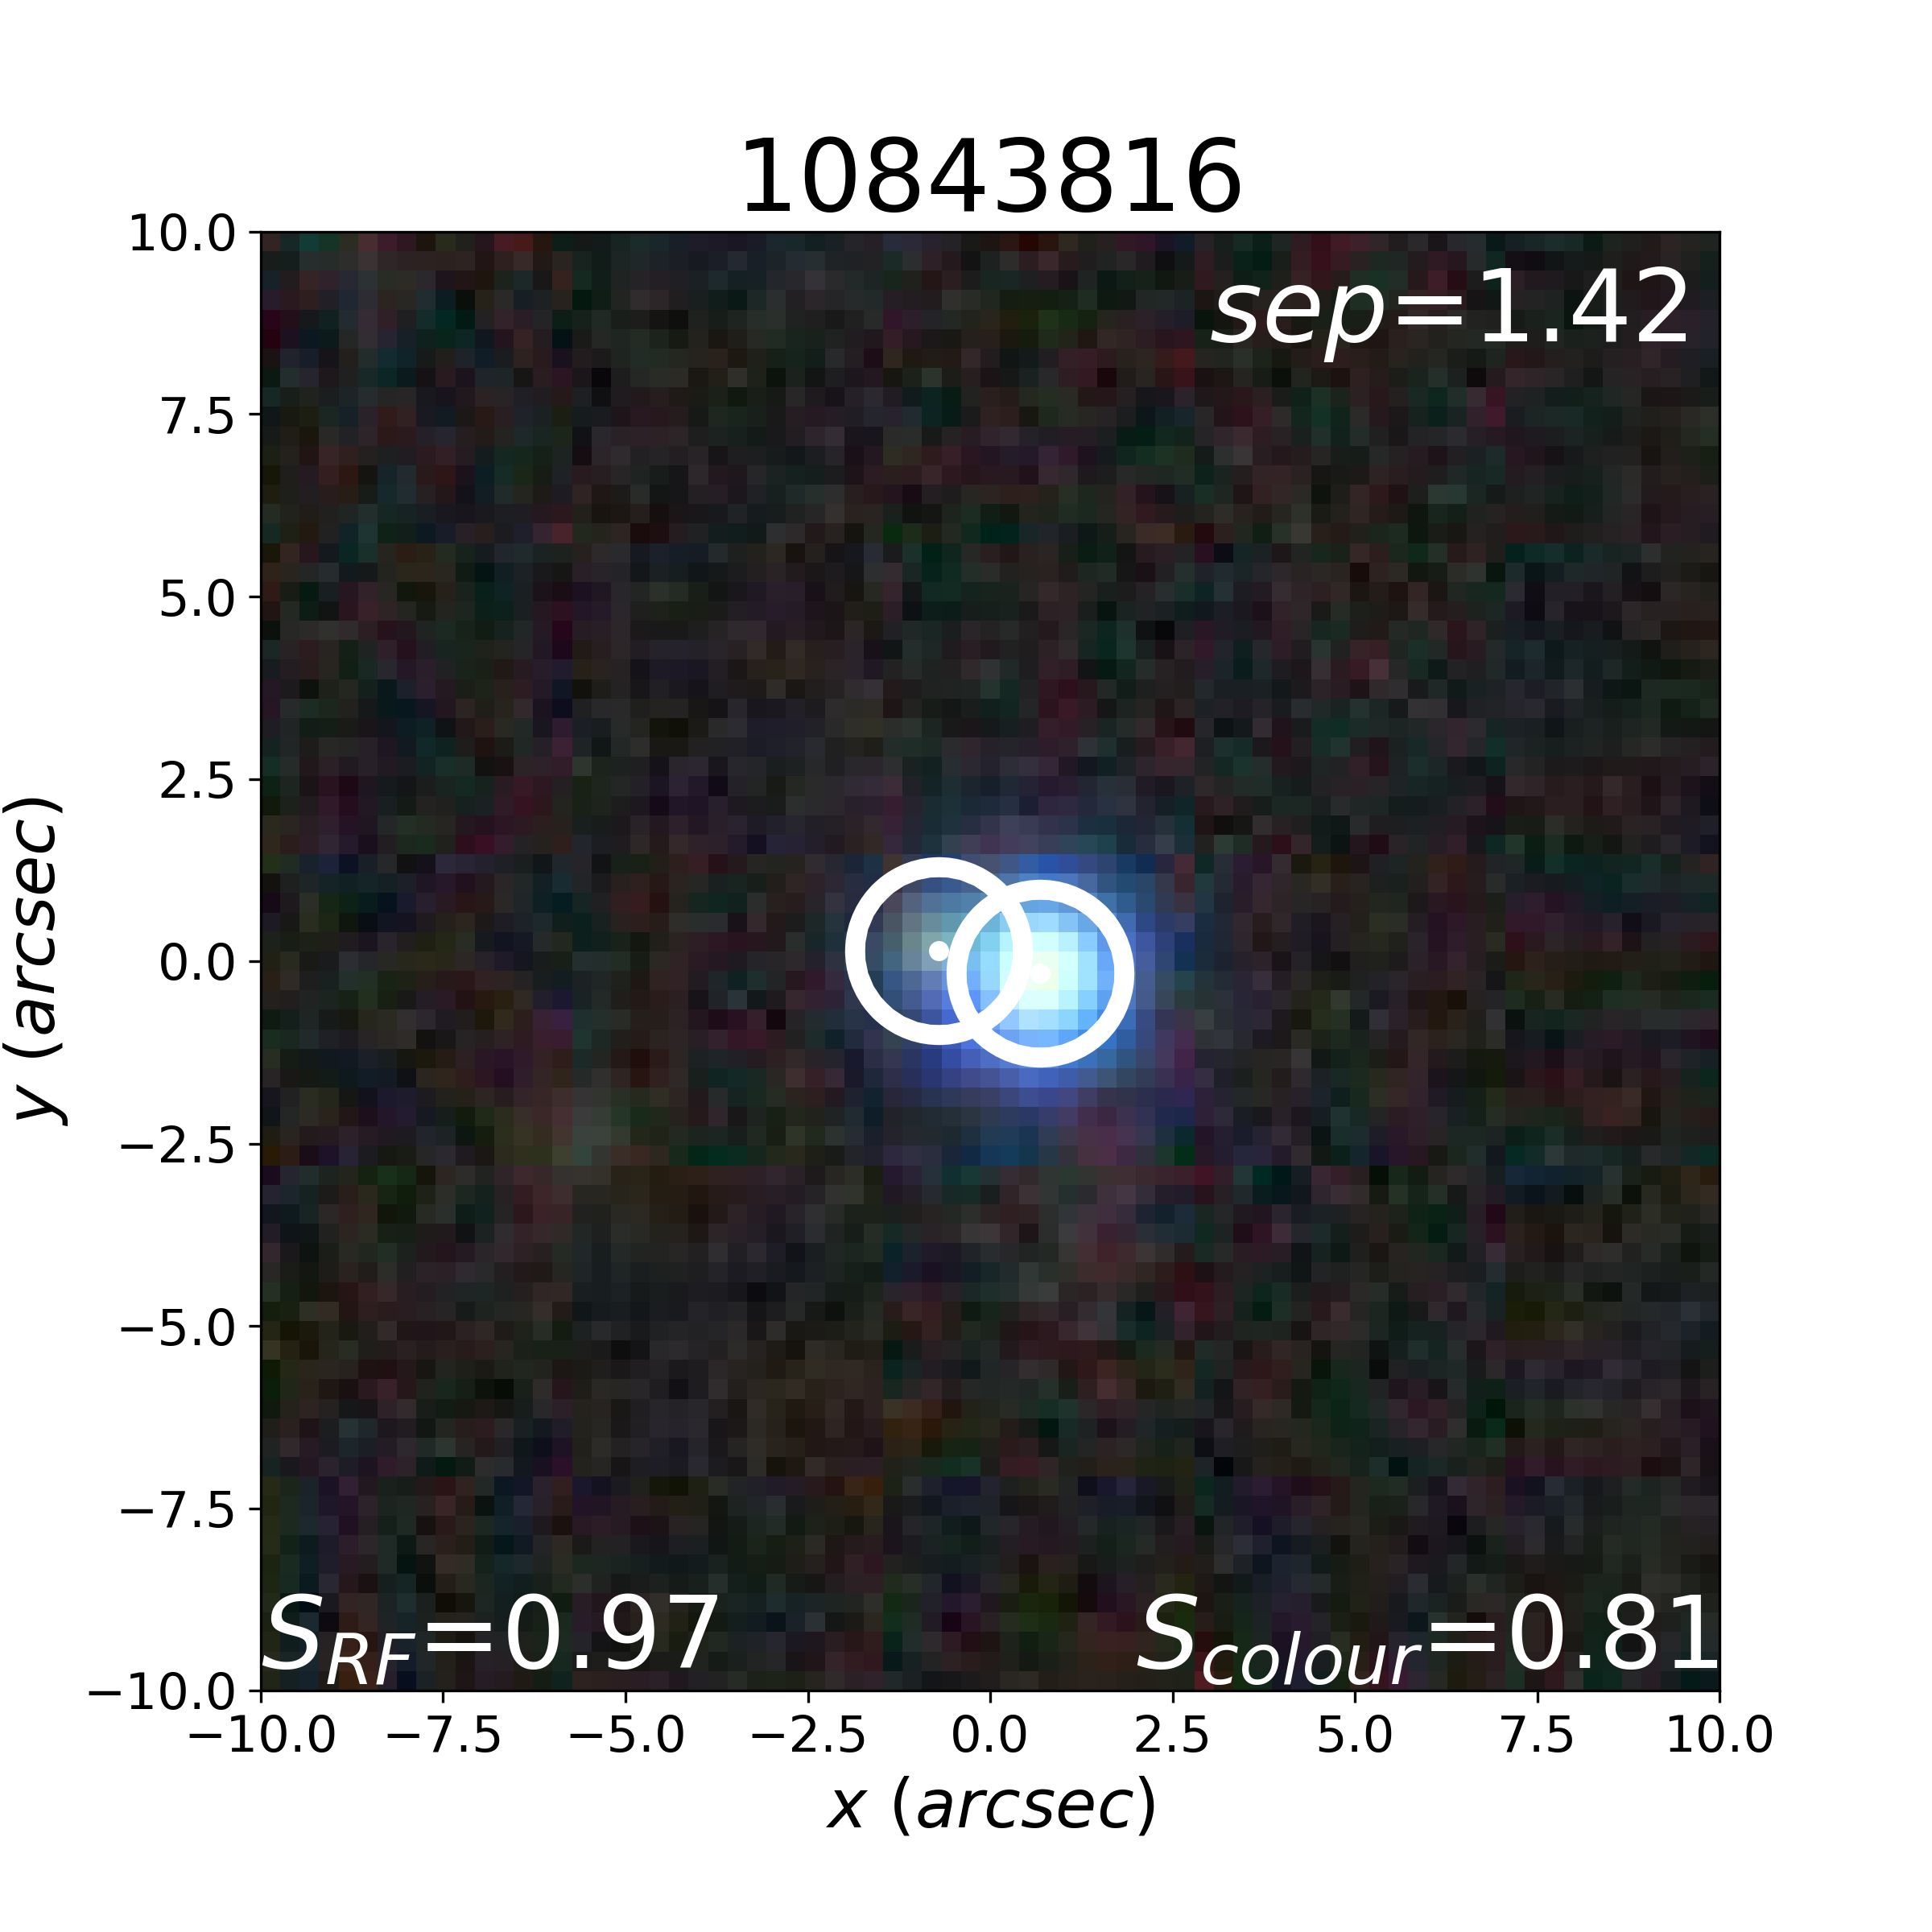 10843816
sep=1.42
10.0
7.5
5.0
2.5
0.0
−2.5
−5.0
−7.5
−10.0
y (arcsec)
S_RF=0.97
S_colour=0.81
−10.0 −7.5 −5.0 −2.5 0.0 2.5 5.0 7.5 10.0
x (arcsec)